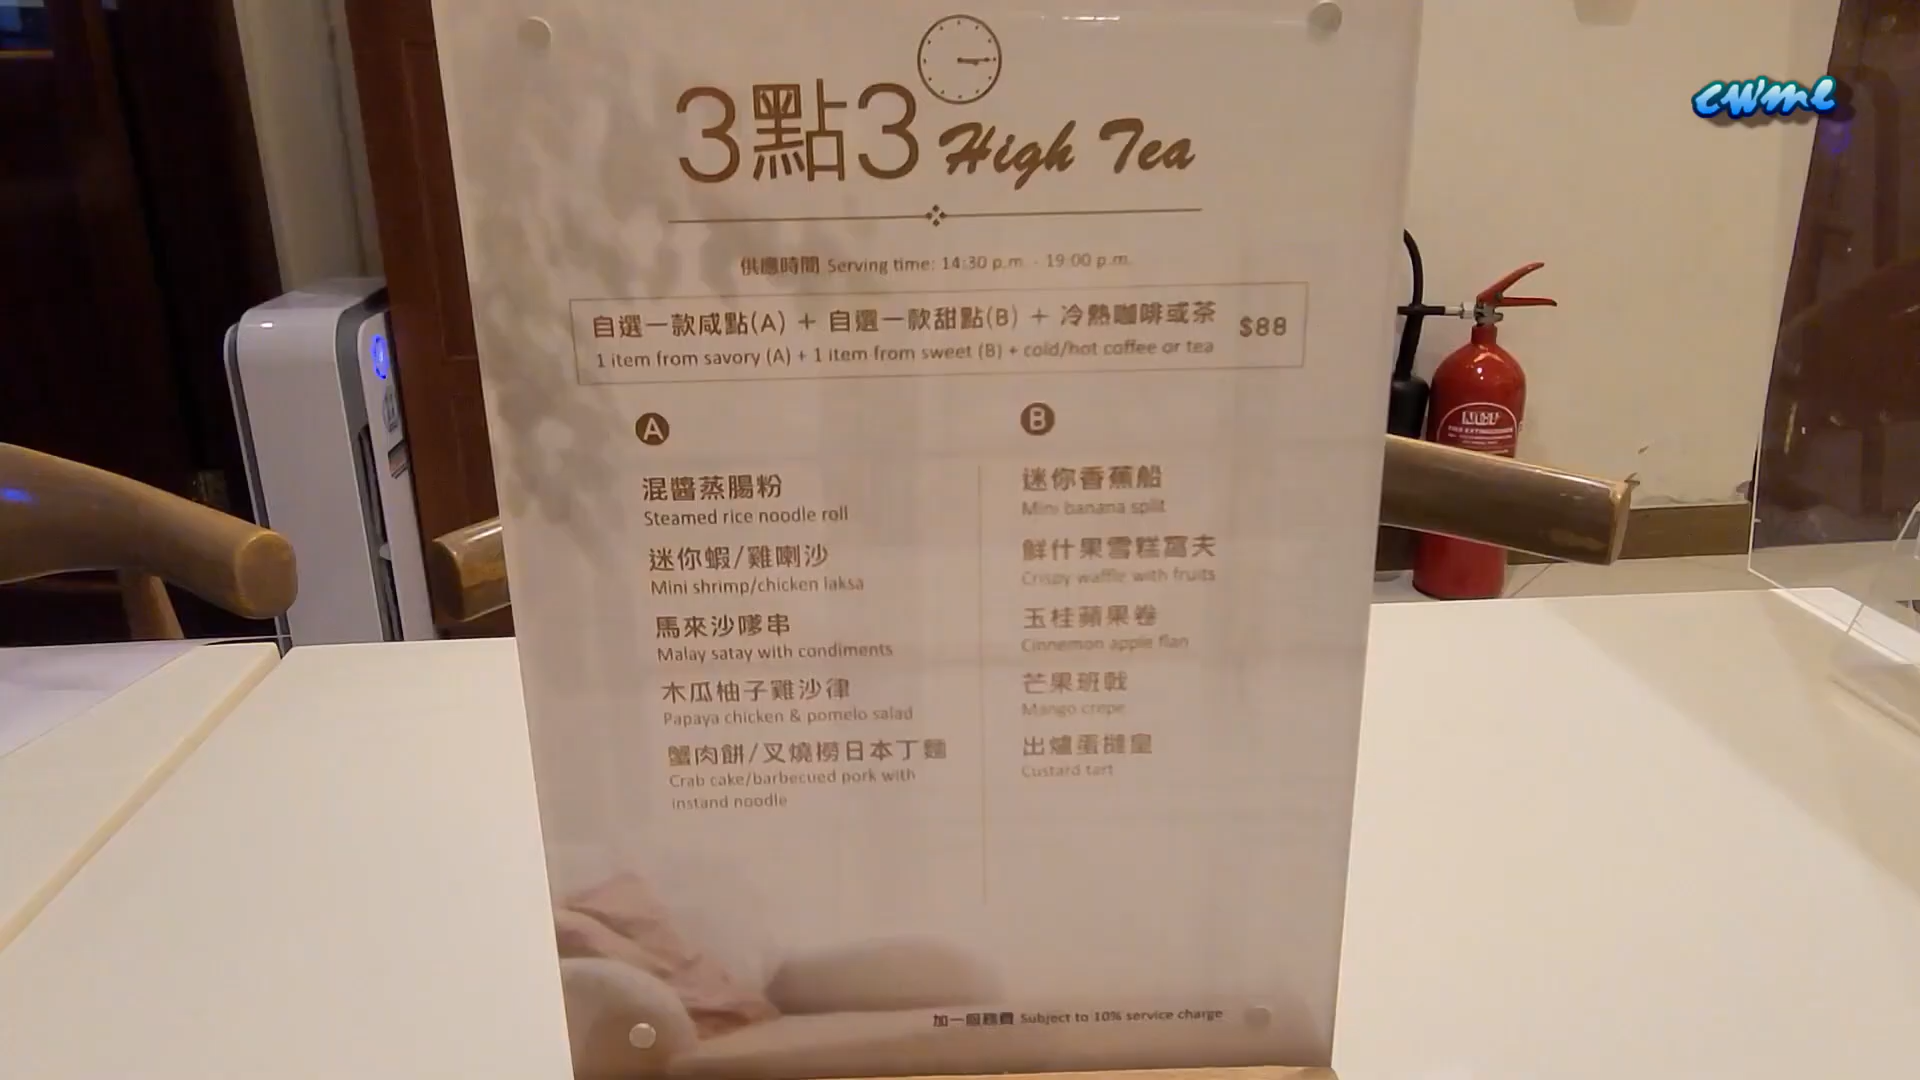 cwml
3點3 High Tea
供應時間 Serving time: 14:30 p.m. - 19:00 p.m.
自選一款咸點(A) + 自選一款甜點(B) + 冷熱咖啡或茶 $88
1 item from savory (A) + 1 item from sweet (B) + cold/hot coffee or tea
A
混醬蒸腸粉
Steamed rice noodle roll
迷你蝦/雞喇沙
Mini shrimp/chicken laksa
馬來沙嗲串
Malay satay with condiments
木瓜柚子雞沙律
Papaya chicken & pomelo salad
蟹肉餅/叉燒撈日本丁麵
Crab cake/barbecued pork with
instand noodle
B
迷你香蕉船
Mini banana split
鮮什果雪糕窩夫
Crispy waffle with fruits
玉桂蘋果卷
Cinnemon apple flan
芒果班戟
Mango crepe
出爐蛋撻皇
Custard tart
加一服務費 Subject to 10% service charge
FIRE EXTINGUISHER